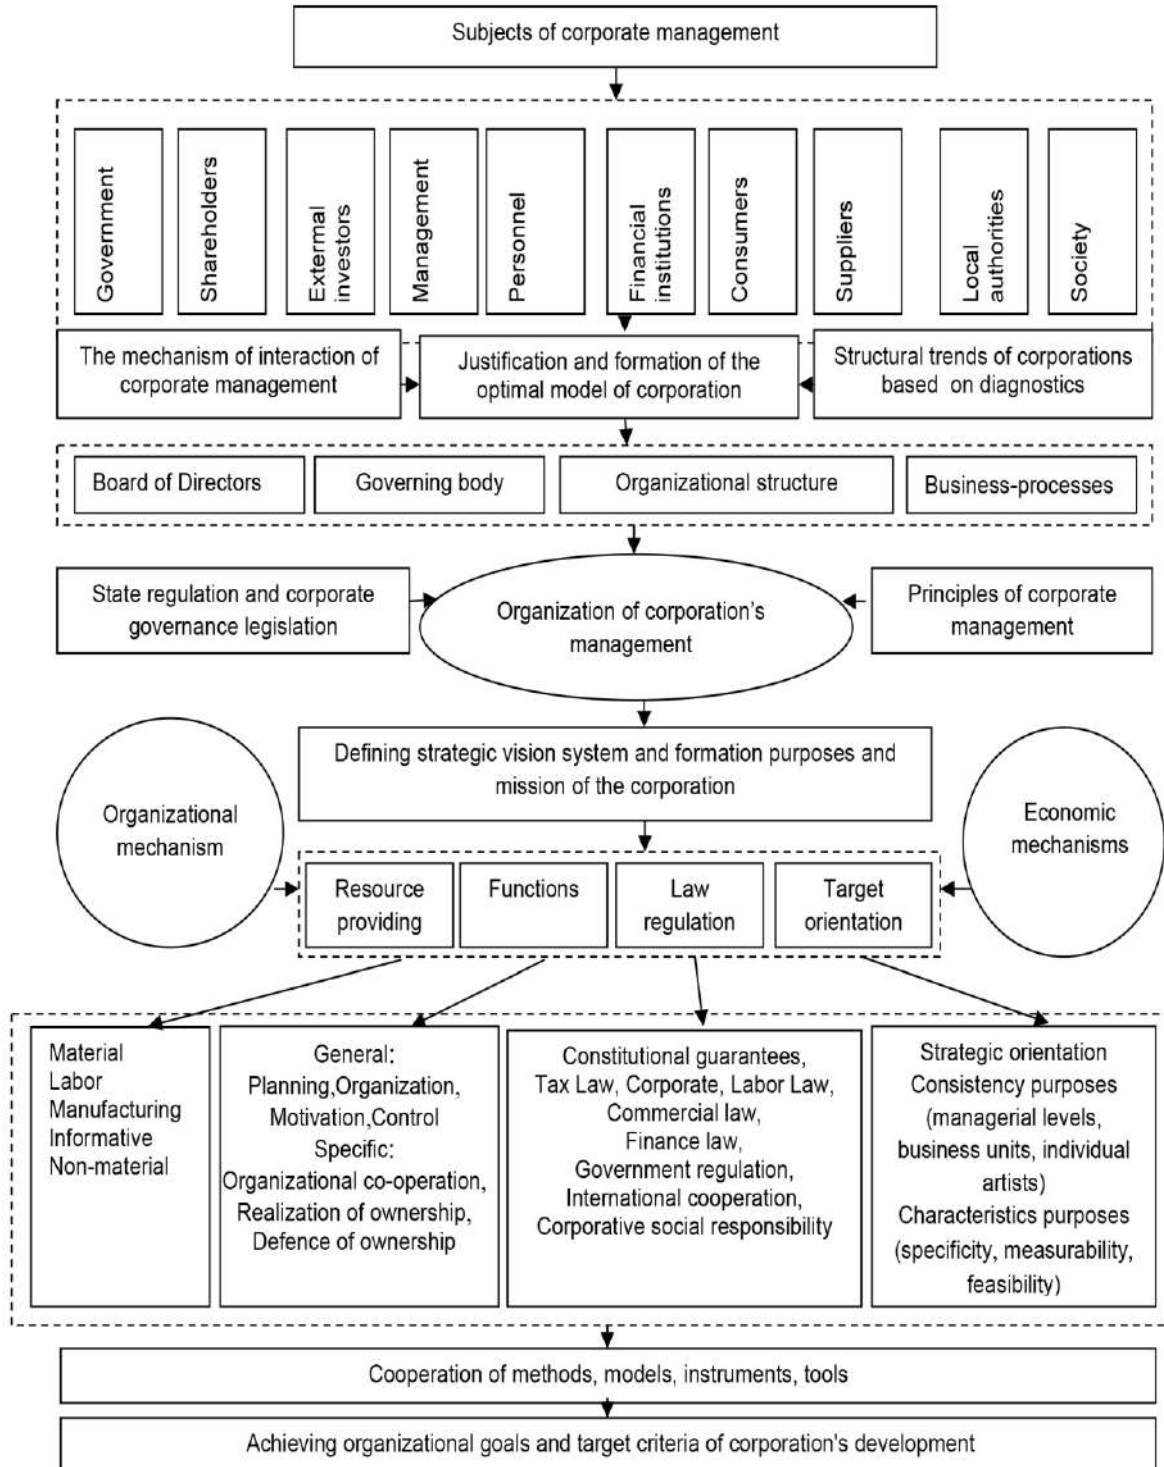 Subjects of corporate management
Government
Shareholders
Extermal
investors
Management
Personnel
Financial
institutions
Consumers
Suppliers
Local
authorities
Society
The mechanism of interaction of
corporate management
Justification and formation of the
optimal model of corporation
Structural trends of corporations
based on diagnostics
Board of Directors
Governing body
Organizational structure
Business-processes
State regulation and corporate
governance legislation
Organization of corporation's
management
Principles of corporate
management
Defining strategic vision system and formation purposes and
mission of the corporation
Organizational
mechanism
Economic
mechanisms
Resource
providing
Functions
Law
regulation
Target
orientation
Material
Labor
Manufacturing
Informative
Non-material
General:
Planning,Organization,
Motivation,Control
Specific:
Organizational co-operation,
Realization of ownership,
Defence of ownership
Constitutional guarantees,
Tax Law, Corporate, Labor Law,
Commercial law,
Finance law,
Government regulation,
International cooperation,
Corporative social responsibility
Strategic orientation
Consistency purposes
(managerial levels,
business units, individual
artists)
Characteristics purposes
(specificity, measurability,
feasibility)
Cooperation of methods, models, instruments, tools
Achieving organizational goals and target criteria of corporation's development